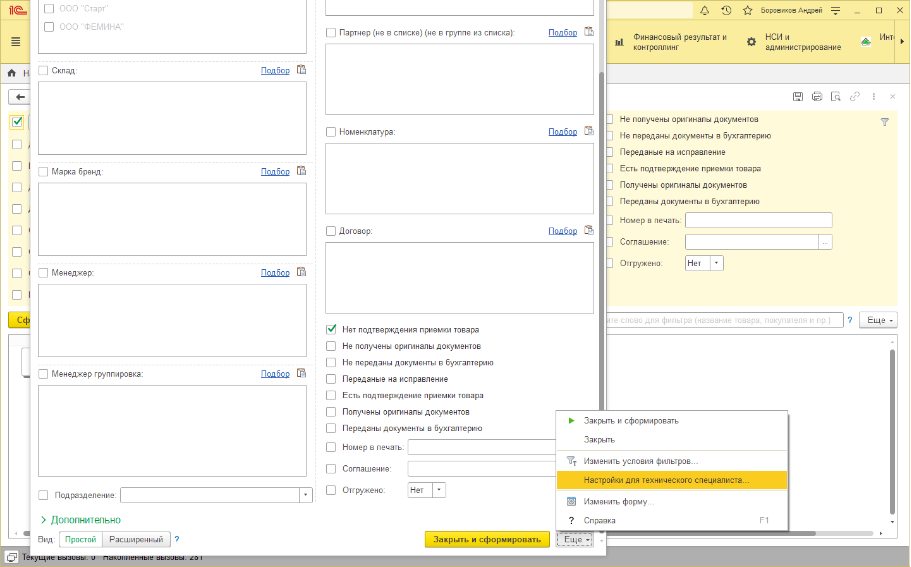 1С
Боровиков Андрей
Финансовый результат и
контроллинг
НСИ и
администрирование
Инте
ООО "Старт"
ООО "ФЕМИНА"
Склад:
Подбор
Марка бренд:
Подбор
Менеджер:
Подбор
Менеджер группировка:
Подбор
Подразделение:
Дополнительно
Вид:
Простой
Расширенный
?
Партнер (не в списке) (не в группе из списка):
Подбор
Номенклатура:
Подбор
Договор:
Подбор
Нет подтверждения приемки товара
Не получены оригиналы документов
Не переданы документы в бухгалтерию
Переданые на исправление
Есть подтверждение приемки товара
Получены оригиналы документов
Переданы документы в бухгалтерию
Номер в печать:
Соглашение:
Отгружено:
Нет
Закрыть и сформировать
Еще
Закрыть и сформировать
Закрыть
Изменить условия фильтров...
Настройки для технического специалиста...
Изменить форму...
? Справка F1
Не получены оригиналы документов
Не переданы документы в бухгалтерию
Переданые на исправление
Есть подтверждение приемки товара
Получены оригиналы документов
Переданы документы в бухгалтерию
Номер в печать:
Соглашение:
...
Отгружено:
Нет
слово для фильтра (название товара, покупателя и пр.)
?
Еще
Сф
Текущие вызовы: 0 Накопленные вызовы: 281